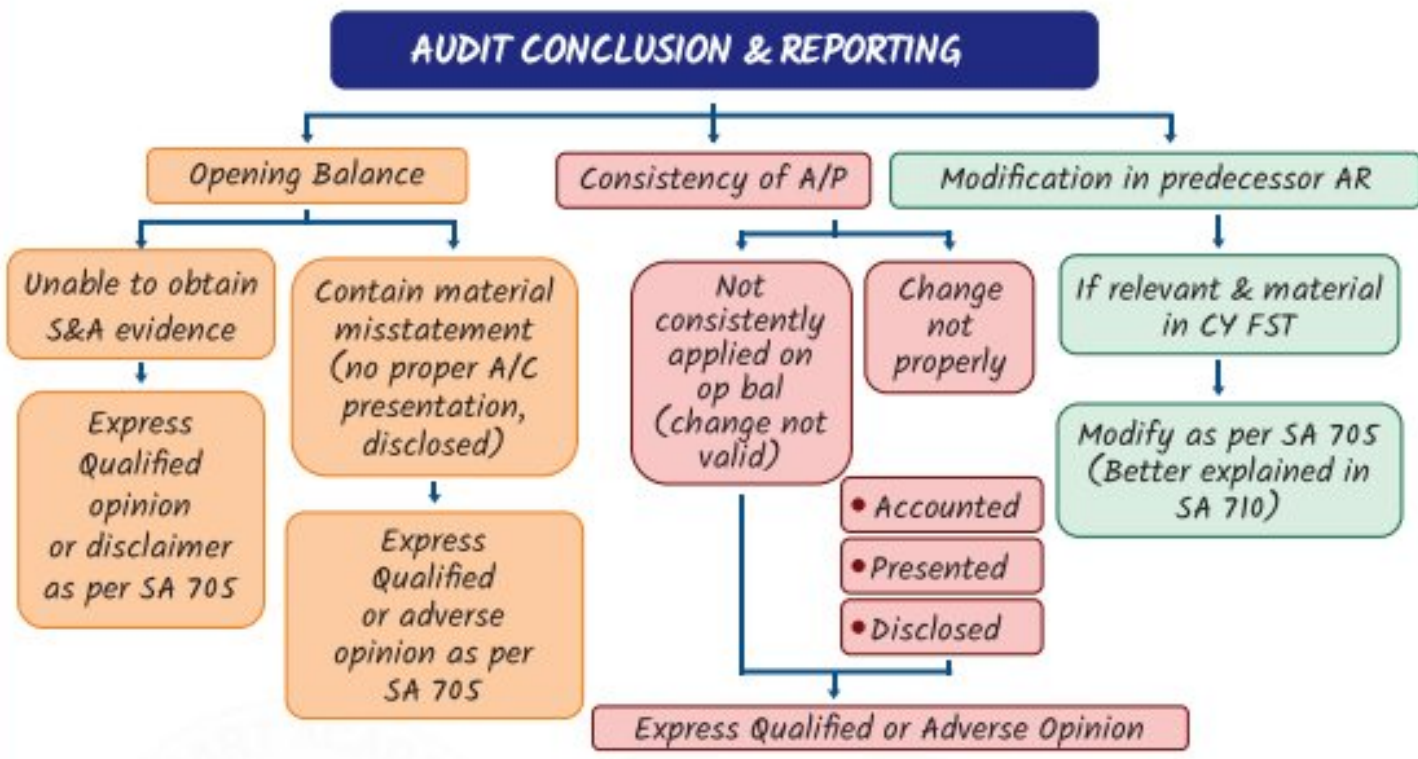 AUDIT CONCLUSION & REPORTING
Opening Balance
Unable to obtain
S&A evidence
Express
Qualified
opinion
or disclaimer
as per SA 705
Contain material
misstatement
(no proper A/C
presentation,
disclosed)
Express
Qualified
or adverse
opinion as per
SA 705
Consistency of A/P
Not
consistently
applied on
op bal
(change not
valid)
Change
not
properly
• Accounted
• Presented
• Disclosed
Express Qualified or Adverse Opinion
Modification in predecessor AR
If relevant & material
in CY FST
Modify as per SA 705
(Better explained in
SA 710)